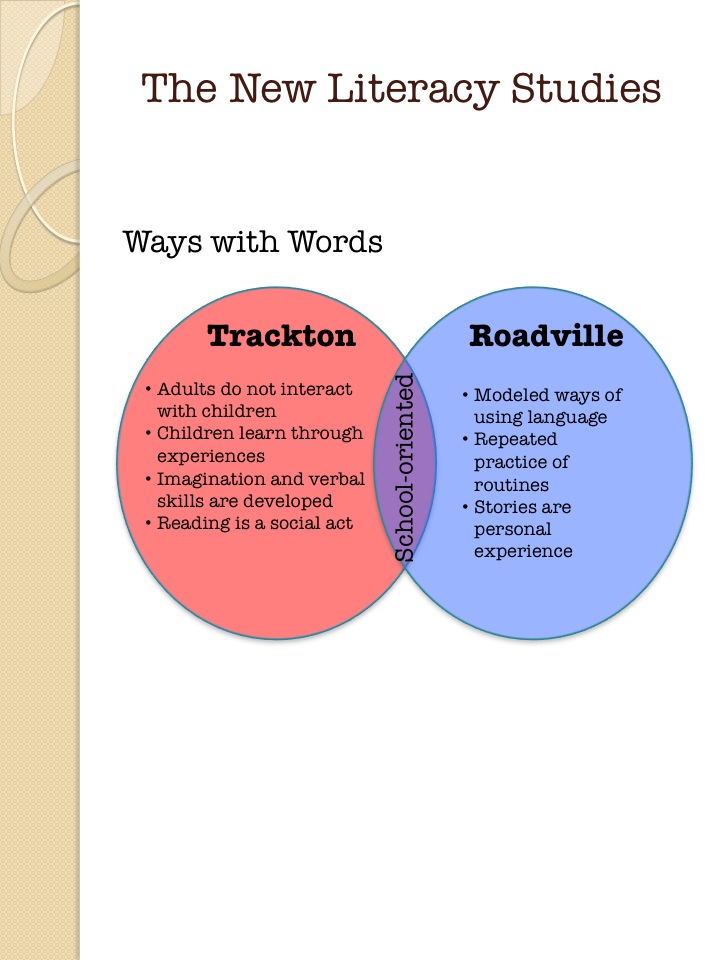 The New Literacy Studies
Ways with Words
Trackton
• Adults do not interact
with children
• Children learn through
experiences
• Imagination and verbal
skills are developed
• Reading is a social act
School-oriented
Roadville
• Modeled ways of
using language
• Repeated
practice of
routines
• Stories are
personal
experience